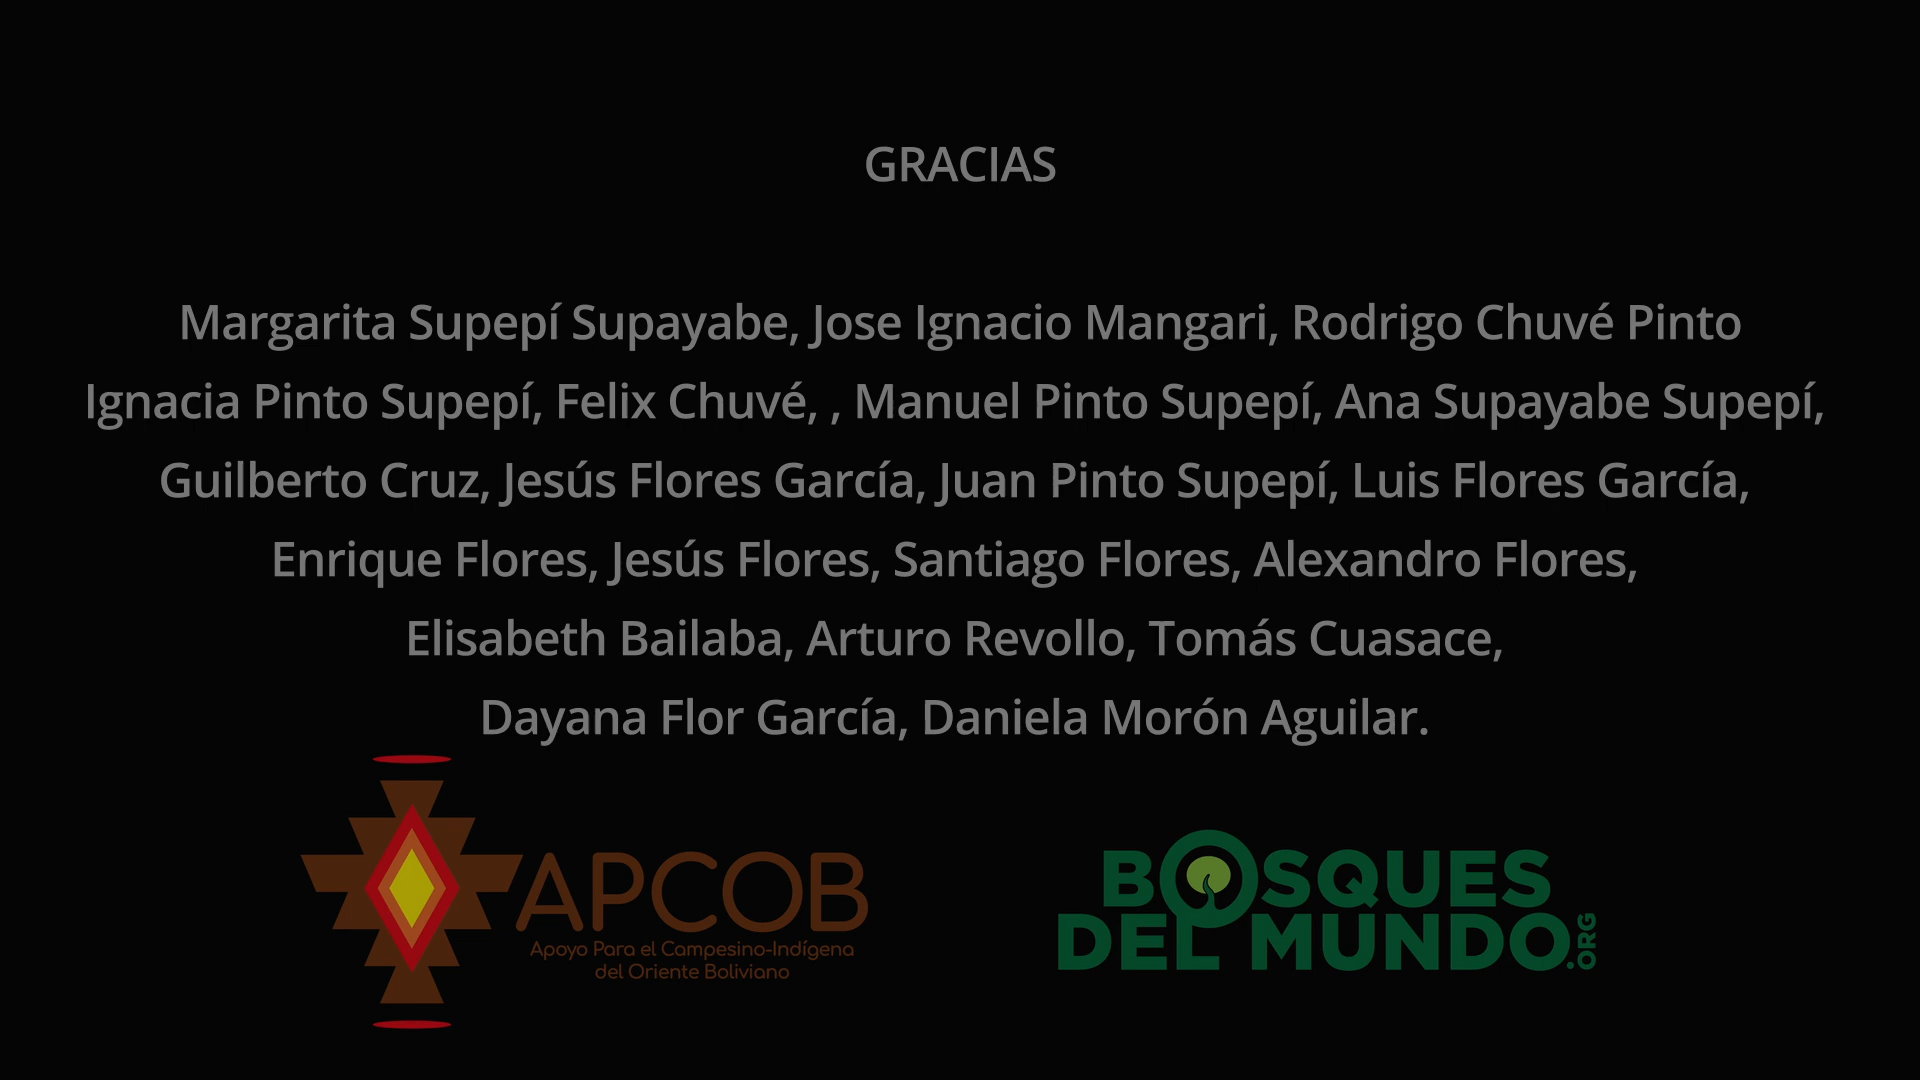 GRACIAS
Margarita Supepí Supayabe, Jose Ignacio Mangari, Rodrigo Chuvé Pinto
Ignacia Pinto Supepí, Felix Chuvé, , Manuel Pinto Supepí, Ana Supayabe Supepí,
Guilberto Cruz, Jesús Flores García, Juan Pinto Supepí, Luis Flores García,
Enrique Flores, Jesús Flores, Santiago Flores, Alexandro Flores,
Elisabeth Bailaba, Arturo Revollo, Tomás Cuasace,
Dayana Flor García, Daniela Morón Aguilar.
APCOB
Apoyo Para el Campesino-Indígena
del Oriente Boliviano
BOSQUES
DEL MUNDO
.ORG